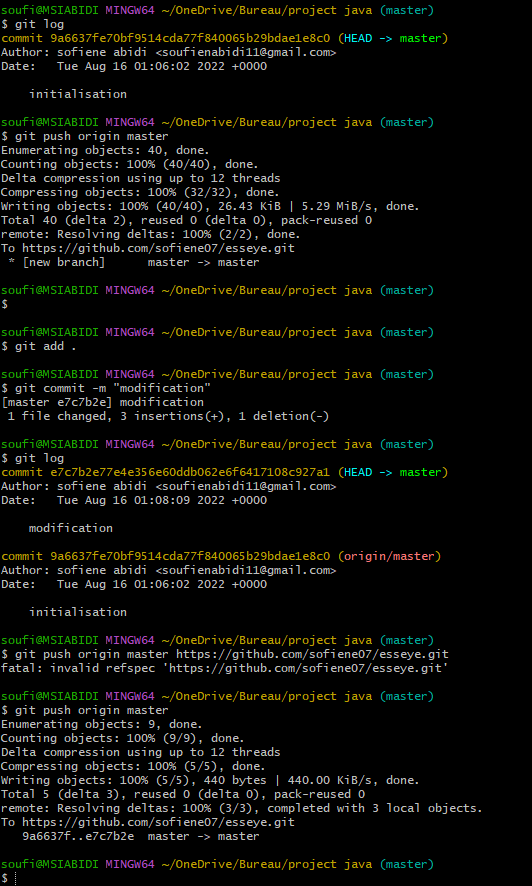 soufi@MSIABIDI MINGW64 ~/OneDrive/Bureau/project java (master)
$ git log
commit 9a6637fe70bf9514cda77f840065b29bdae1e8c0 (HEAD -> master)
Author: sofiene abidi <soufienabidi11@gmail.com>
Date:   Tue Aug 16 01:06:02 2022 +0000

    initialisation

soufi@MSIABIDI MINGW64 ~/OneDrive/Bureau/project java (master)
$ git push origin master
Enumerating objects: 40, done.
Counting objects: 100% (40/40), done.
Delta compression using up to 12 threads
Compressing objects: 100% (32/32), done.
Writing objects: 100% (40/40), 26.43 KiB | 5.29 MiB/s, done.
Total 40 (delta 2), reused 0 (delta 0), pack-reused 0
remote: Resolving deltas: 100% (2/2), done.
To https://github.com/sofiene07/esseye.git
 * [new branch]      master -> master

soufi@MSIABIDI MINGW64 ~/OneDrive/Bureau/project java (master)
$

soufi@MSIABIDI MINGW64 ~/OneDrive/Bureau/project java (master)
$ git add .

soufi@MSIABIDI MINGW64 ~/OneDrive/Bureau/project java (master)
$ git commit -m "modification"
[master e7c7b2e] modification
 1 file changed, 3 insertions(+), 1 deletion(-)

soufi@MSIABIDI MINGW64 ~/OneDrive/Bureau/project java (master)
$ git log
commit e7c7b2e77e4e356e60ddb062e6f6417108c927a1 (HEAD -> master)
Author: sofiene abidi <soufienabidi11@gmail.com>
Date:   Tue Aug 16 01:08:09 2022 +0000

    modification

commit 9a6637fe70bf9514cda77f840065b29bdae1e8c0 (origin/master)
Author: sofiene abidi <soufienabidi11@gmail.com>
Date:   Tue Aug 16 01:06:02 2022 +0000

    initialisation

soufi@MSIABIDI MINGW64 ~/OneDrive/Bureau/project java (master)
$ git push origin master https://github.com/sofiene07/esseye.git
fatal: invalid refspec 'https://github.com/sofiene07/esseye.git'

soufi@MSIABIDI MINGW64 ~/OneDrive/Bureau/project java (master)
$ git push origin master
Enumerating objects: 9, done.
Counting objects: 100% (9/9), done.
Delta compression using up to 12 threads
Compressing objects: 100% (5/5), done.
Writing objects: 100% (5/5), 440 bytes | 440.00 KiB/s, done.
Total 5 (delta 3), reused 0 (delta 0), pack-reused 0
remote: Resolving deltas: 100% (3/3), completed with 3 local objects.
To https://github.com/sofiene07/esseye.git
   9a6637f..e7c7b2e  master -> master

soufi@MSIABIDI MINGW64 ~/OneDrive/Bureau/project java (master)
$